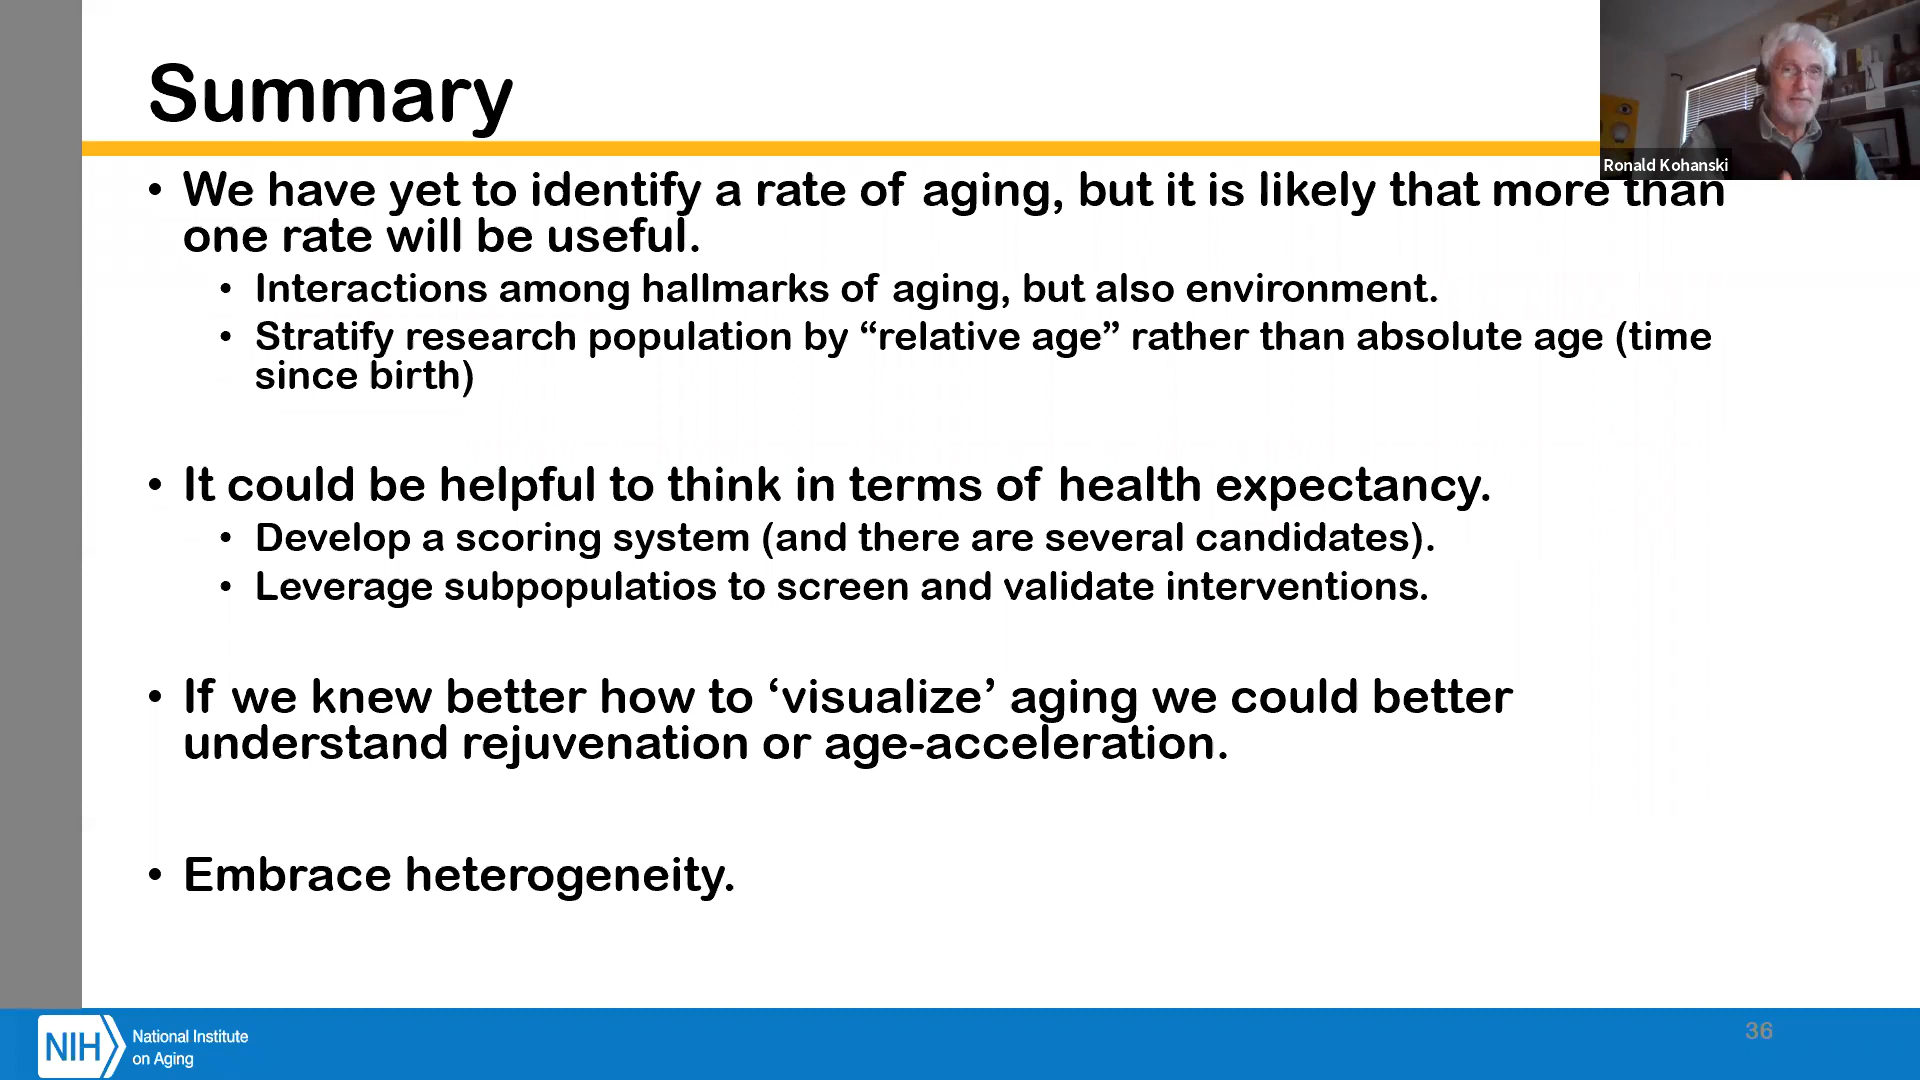 Summary
Ronald Kohanski
• We have yet to identify a rate of aging, but it is likely that more than
one rate will be useful.
• Interactions among hallmarks of aging, but also environment.
• Stratify research population by “relative age” rather than absolute age (time
since birth)
• It could be helpful to think in terms of health expectancy.
• Develop a scoring system (and there are several candidates).
• Leverage subpopulatios to screen and validate interventions.
• If we knew better how to ‘visualize’ aging we could better
understand rejuvenation or age-acceleration.
• Embrace heterogeneity.
NIH National Institute
on Aging
36